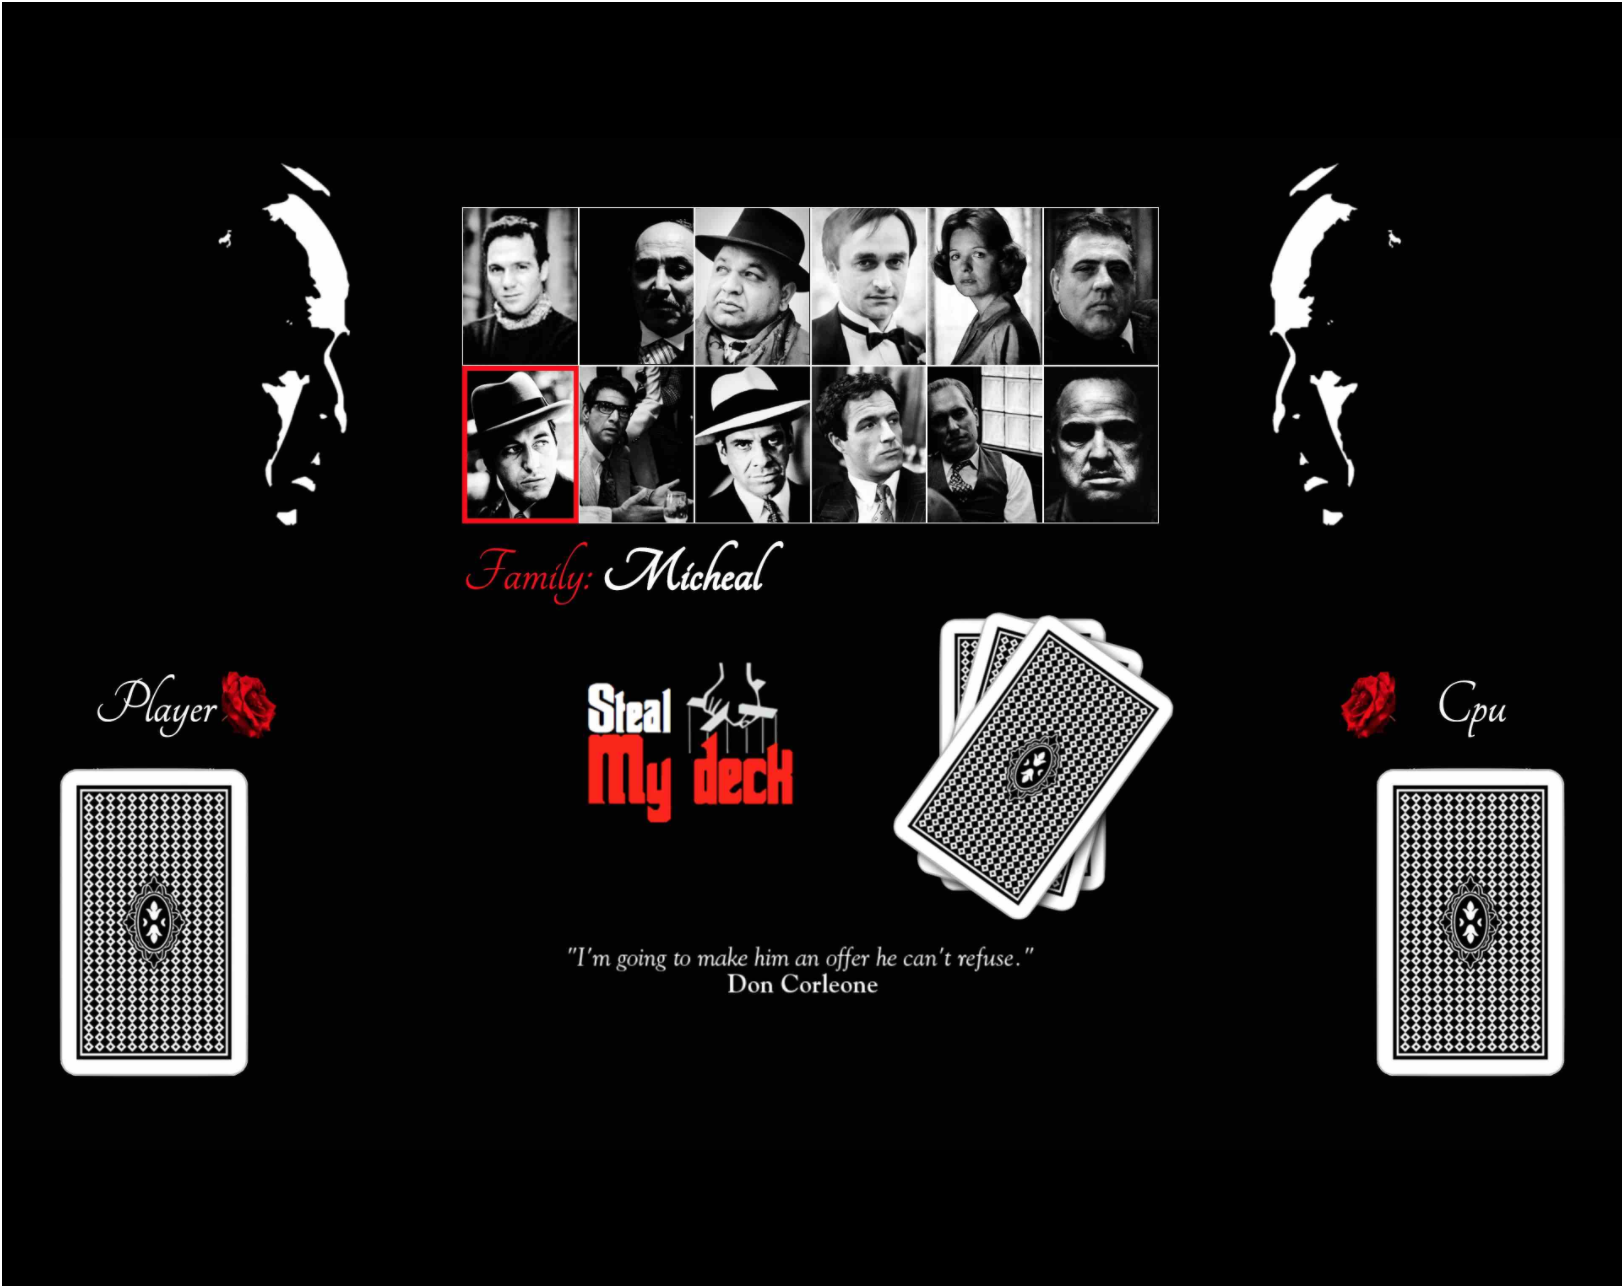 Family: Micheal
Player
Cpu
Steal
My deck
"I'm going to make him an offer he can't refuse."
Don Corleone